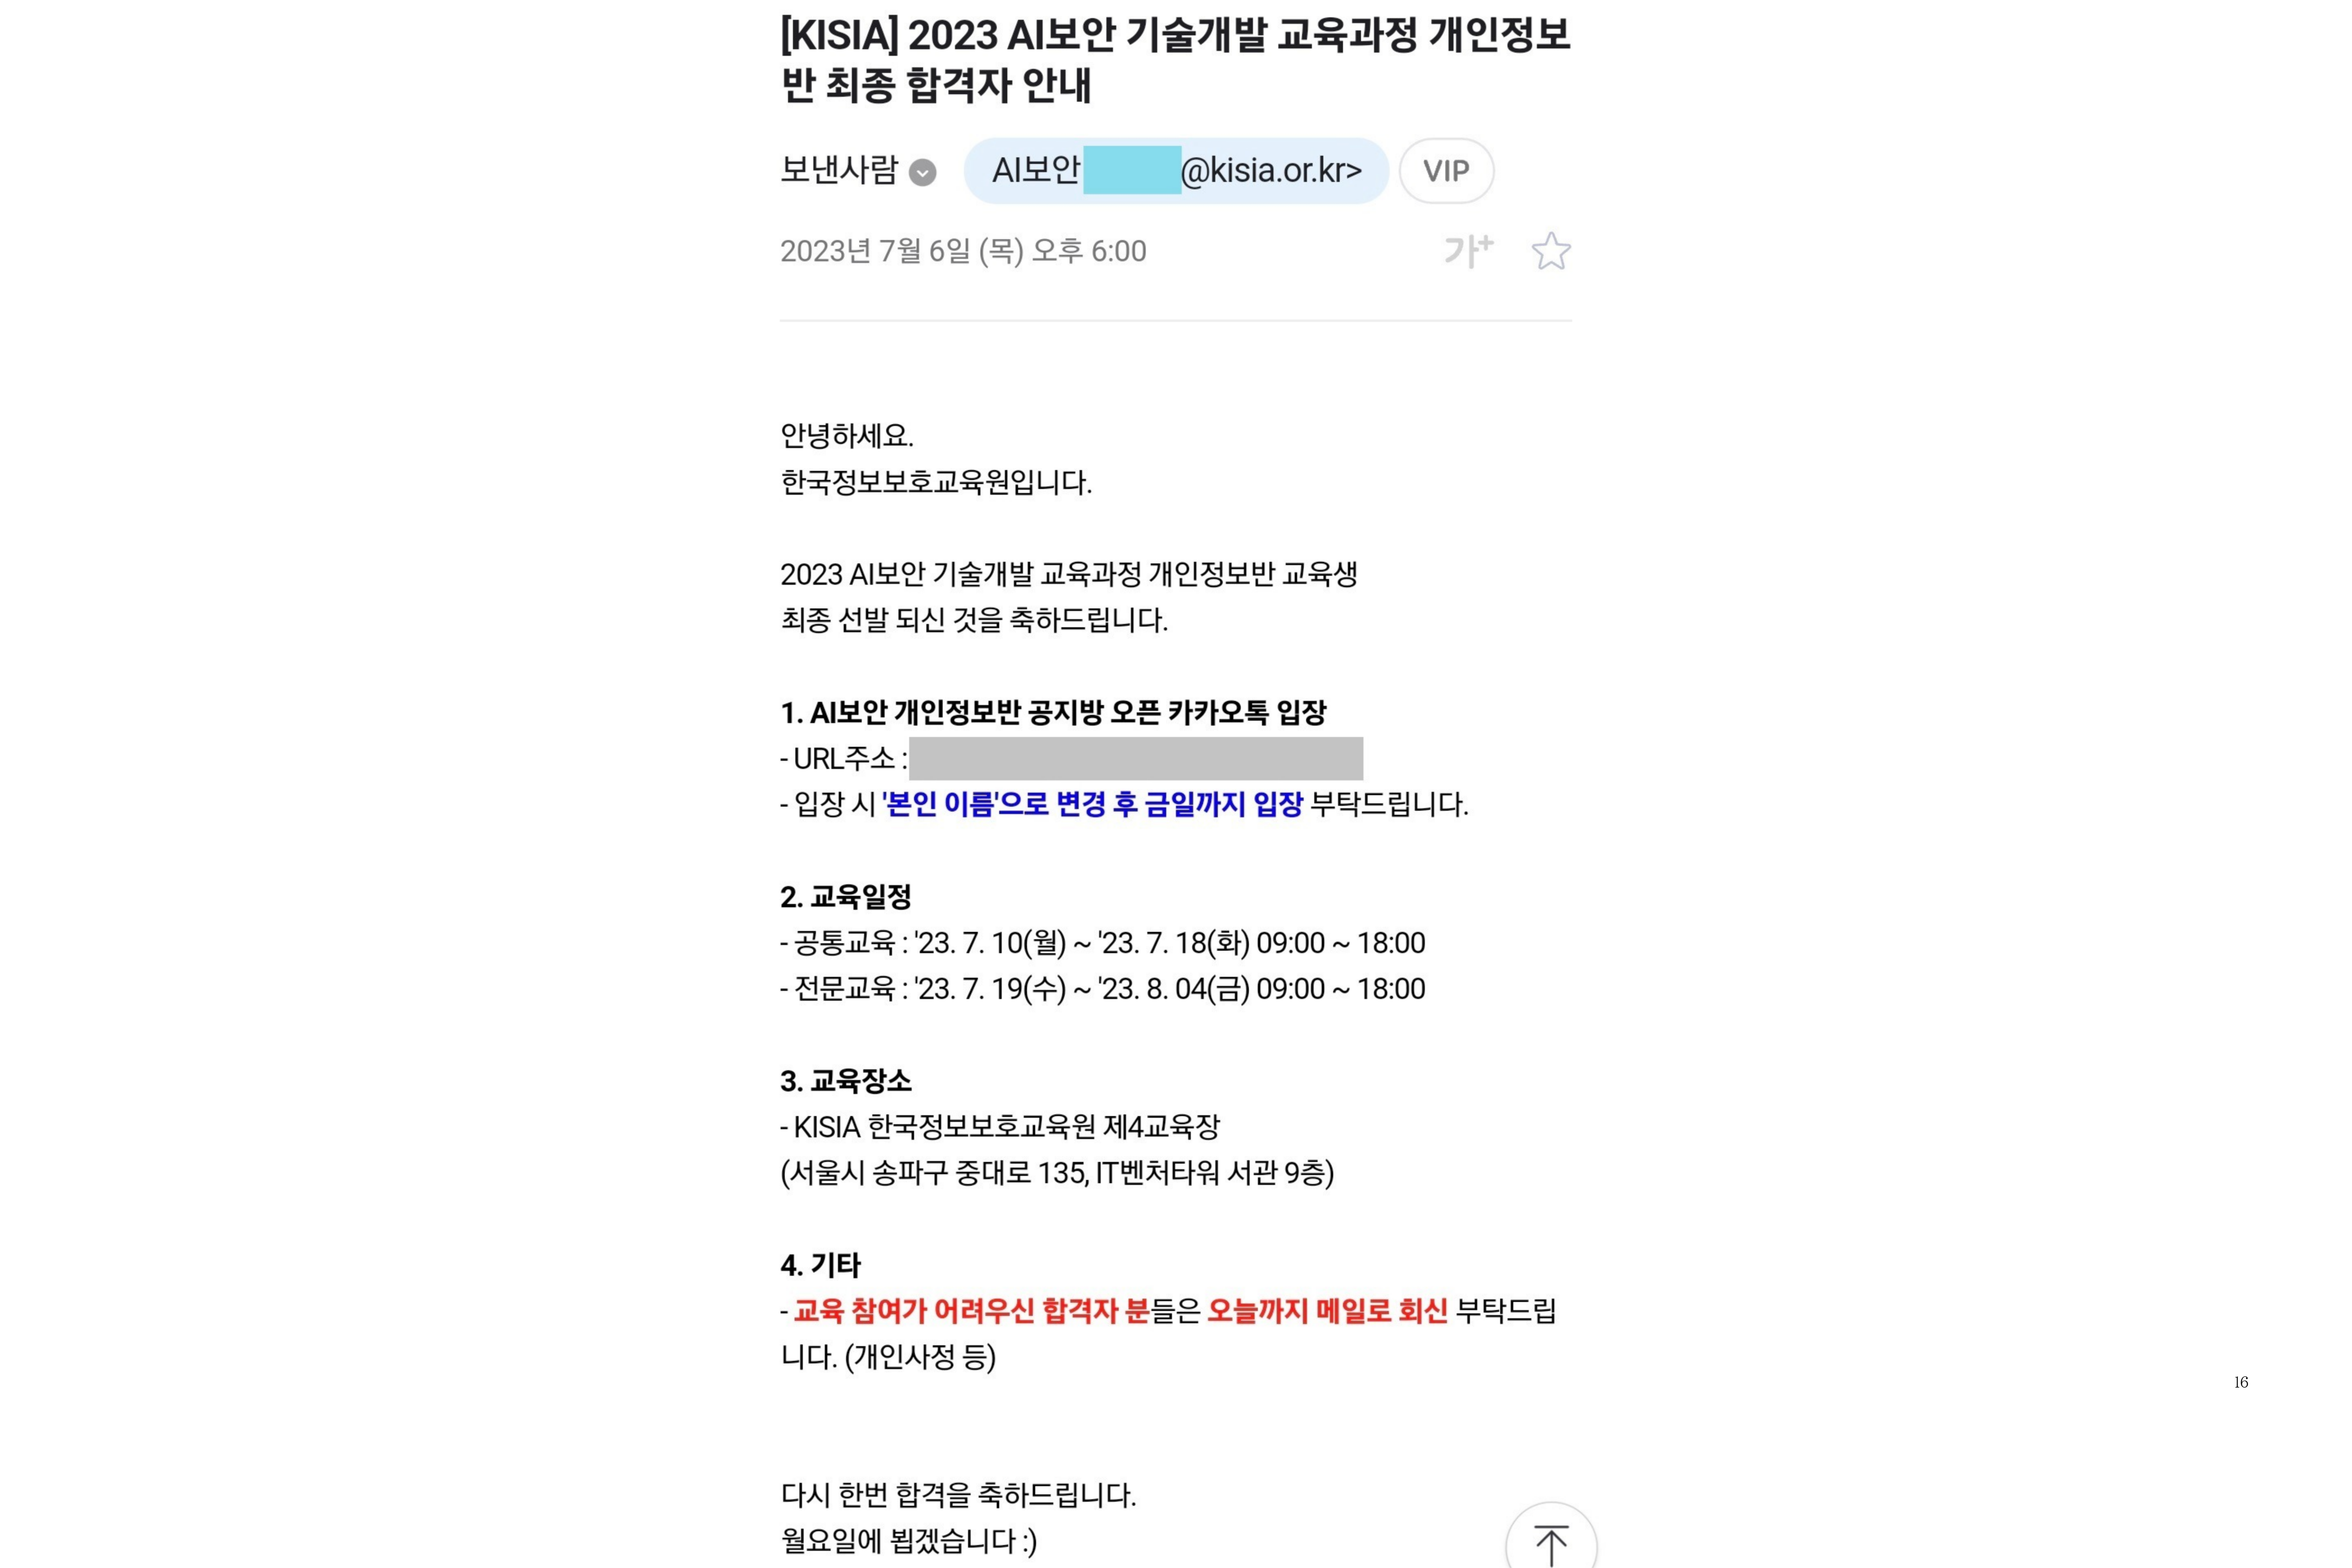 [KISIA] 2023 AI보안 기술개발 교육과정 개인정보
반 최종 합격자 안내
보낸사람 AI보안 @kisia.or.kr> VIP
2023년 7월 6일 (목) 오후 6:00 가+
안녕하세요.
한국정보보호교육원입니다.
2023 AI보안 기술개발 교육과정 개인정보반 교육생
최종 선발 되신 것을 축하드립니다.
1. AI보안 개인정보반 공지방 오픈 카카오톡 입장
- URL주소 :
- 입장 시 '본인 이름'으로 변경 후 금일까지 입장 부탁드립니다.
2. 교육일정
- 공통교육 : '23. 7. 10(월) ~ '23. 7. 18(화) 09:00 ~ 18:00
- 전문교육 : '23. 7. 19(수) ~ '23. 8. 04(금) 09:00 ~ 18:00
3. 교육장소
- KISIA 한국정보보호교육원 제4교육장
(서울시 송파구 중대로 135, IT벤처타워 서관 9층)
4. 기타
- 교육 참여가 어려우신 합격자 분들은 오늘까지 메일로 회신 부탁드립
니다. (개인사정 등)
16
다시 한번 합격을 축하드립니다.
월요일에 뵙겠습니다 :)